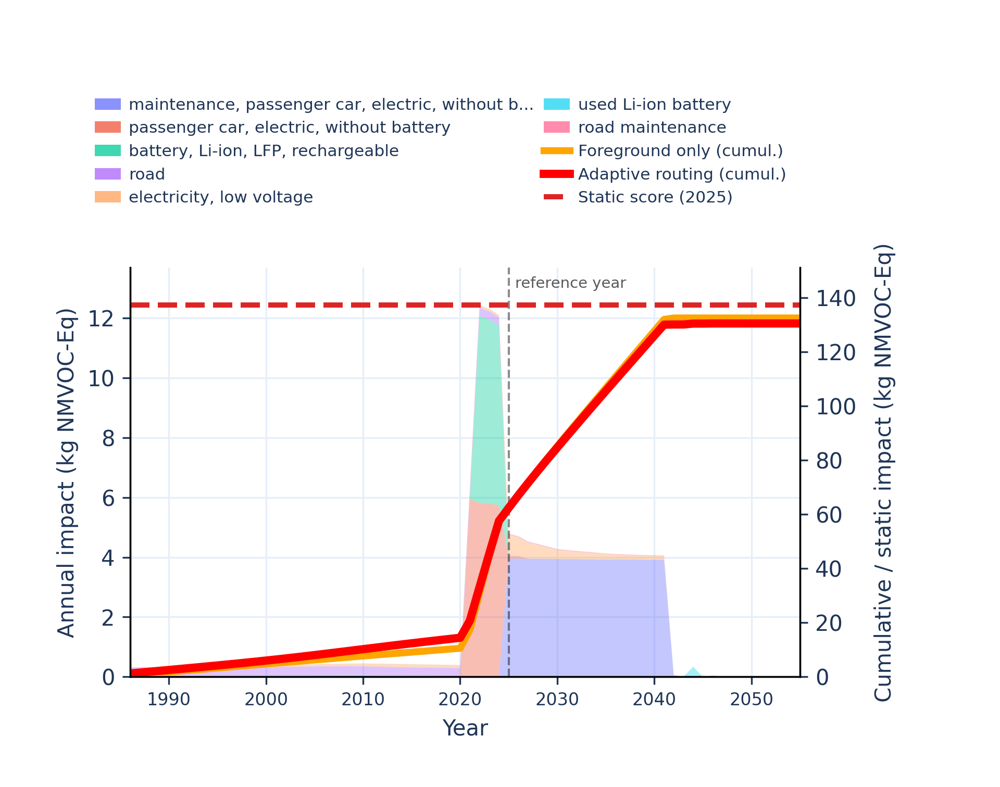 maintenance, passenger car, electric, without b...
passenger car, electric, without battery
battery, Li-ion, LFP, rechargeable
road
electricity, low voltage
used Li-ion battery
road maintenance
Foreground only (cumul.)
Adaptive routing (cumul.)
Static score (2025)
reference year
Annual impact (kg NMVOC-Eq)
12
10
8
6
4
2
0
Cumulative / static impact (kg NMVOC-Eq)
140
120
100
80
60
40
20
0
1990 2000 2010 2020 2030 2040 2050
Year